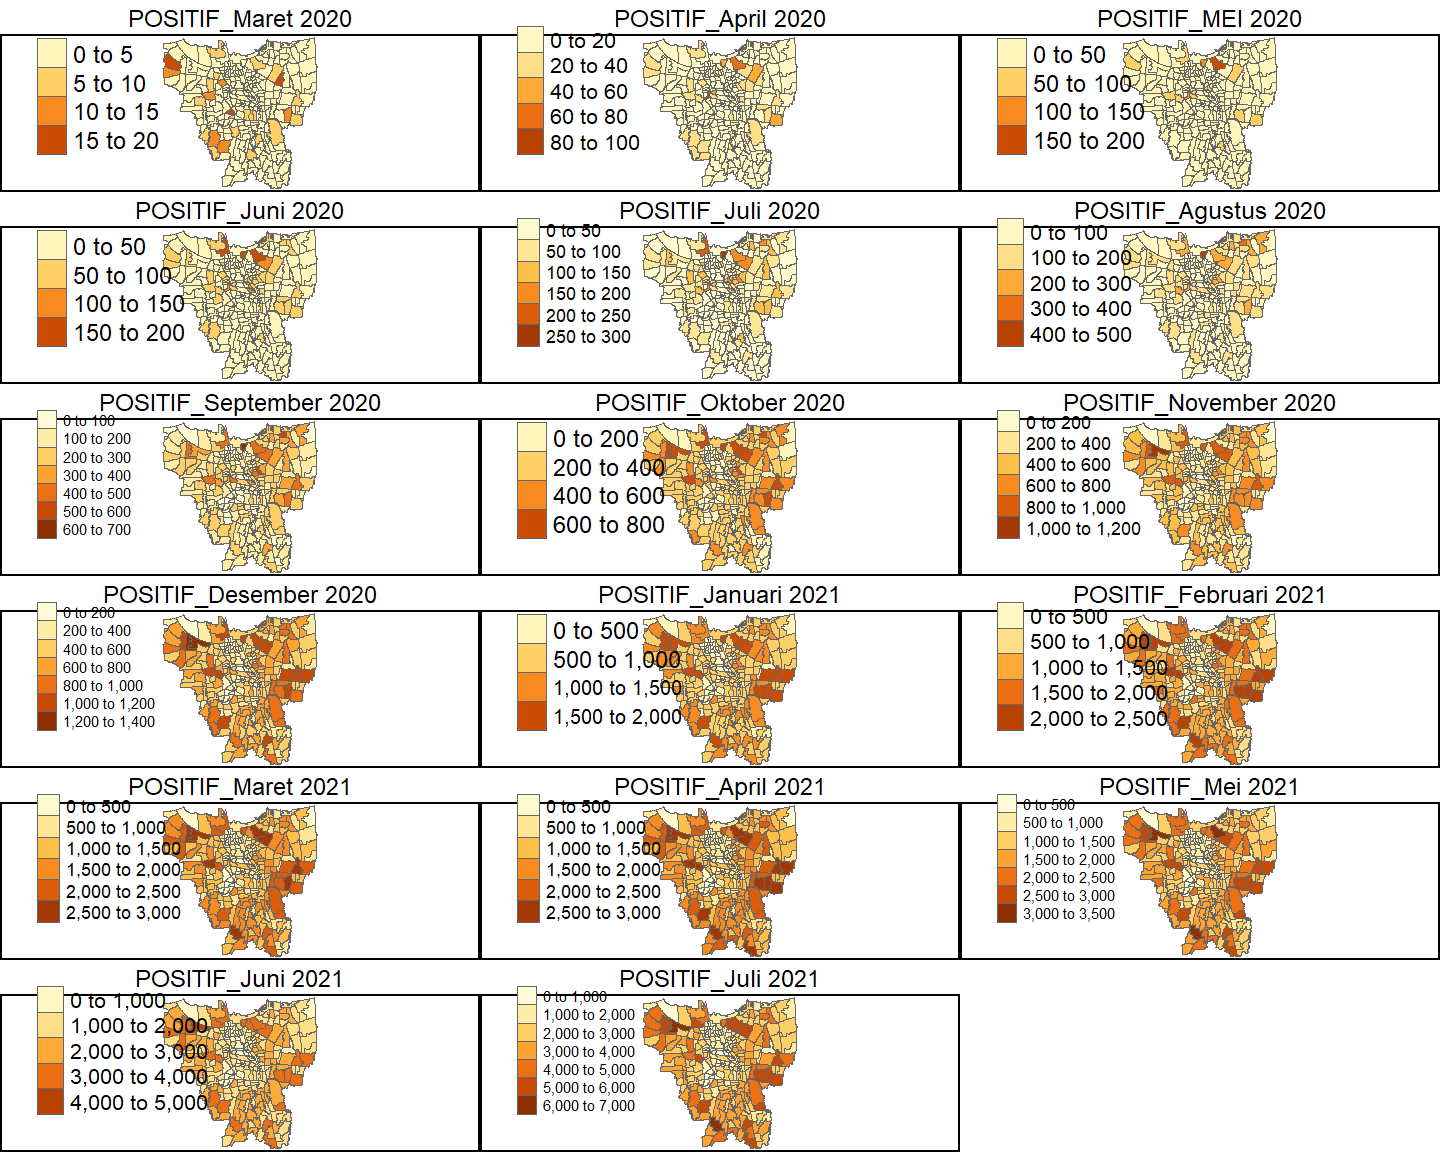 POSITIF_Maret 2020
0 to 5
5 to 10
10 to 15
15 to 20
POSITIF_April 2020
0 to 20
20 to 40
40 to 60
60 to 80
80 to 100
POSITIF_MEI 2020
0 to 50
50 to 100
100 to 150
150 to 200
POSITIF_Juni 2020
0 to 50
50 to 100
100 to 150
150 to 200
POSITIF_Juli 2020
0 to 50
50 to 100
100 to 150
150 to 200
200 to 250
250 to 300
POSITIF_Agustus 2020
0 to 100
100 to 200
200 to 300
300 to 400
400 to 500
POSITIF_September 2020
0 to 100
100 to 200
200 to 300
300 to 400
400 to 500
500 to 600
600 to 700
POSITIF_Oktober 2020
0 to 200
200 to 400
400 to 600
600 to 800
POSITIF_November 2020
0 to 200
200 to 400
400 to 600
600 to 800
800 to 1,000
1,000 to 1,200
POSITIF_Desember 2020
0 to 200
200 to 400
400 to 600
600 to 800
800 to 1,000
1,000 to 1,200
1,200 to 1,400
POSITIF_Januari 2021
0 to 500
500 to 1,000
1,000 to 1,500
1,500 to 2,000
POSITIF_Februari 2021
0 to 500
500 to 1,000
1,000 to 1,500
1,500 to 2,000
2,000 to 2,500
POSITIF_Maret 2021
0 to 500
500 to 1,000
1,000 to 1,500
1,500 to 2,000
2,000 to 2,500
2,500 to 3,000
POSITIF_April 2021
0 to 500
500 to 1,000
1,000 to 1,500
1,500 to 2,000
2,000 to 2,500
2,500 to 3,000
POSITIF_Mei 2021
0 to 500
500 to 1,000
1,000 to 1,500
1,500 to 2,000
2,000 to 2,500
2,500 to 3,000
3,000 to 3,500
POSITIF_Juni 2021
0 to 1,000
1,000 to 2,000
2,000 to 3,000
3,000 to 4,000
4,000 to 5,000
POSITIF_Juli 2021
0 to 1,000
1,000 to 2,000
2,000 to 3,000
3,000 to 4,000
4,000 to 5,000
5,000 to 6,000
6,000 to 7,000